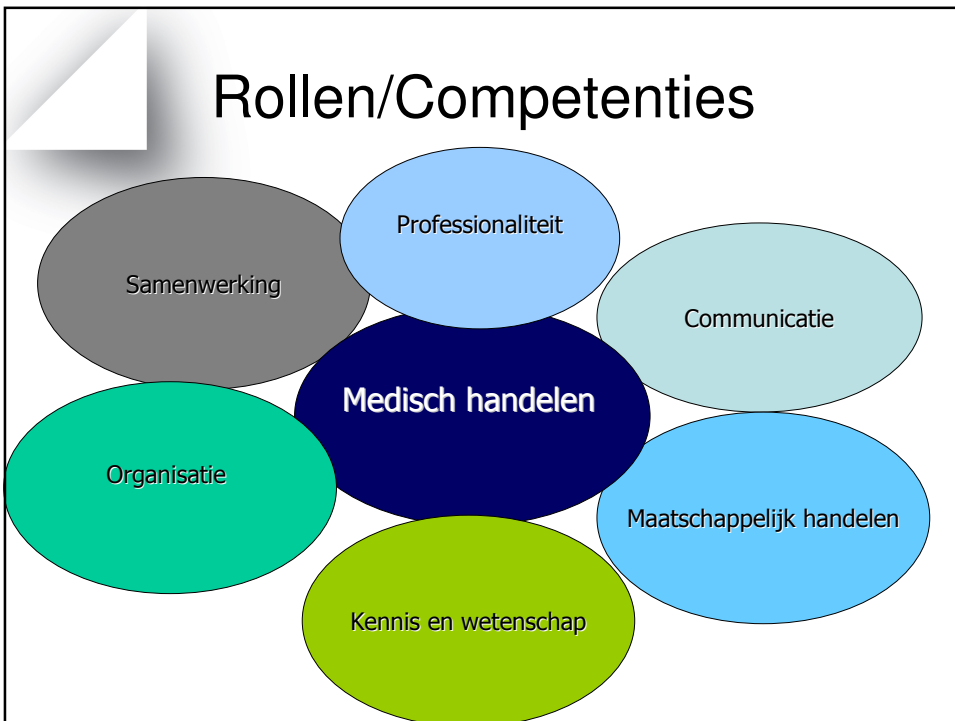 Rollen/Competenties
Professionaliteit
Samenwerking
Communicatie
Medisch handelen
Organisatie
Maatschappelijk handelen
Kennis en wetenschap